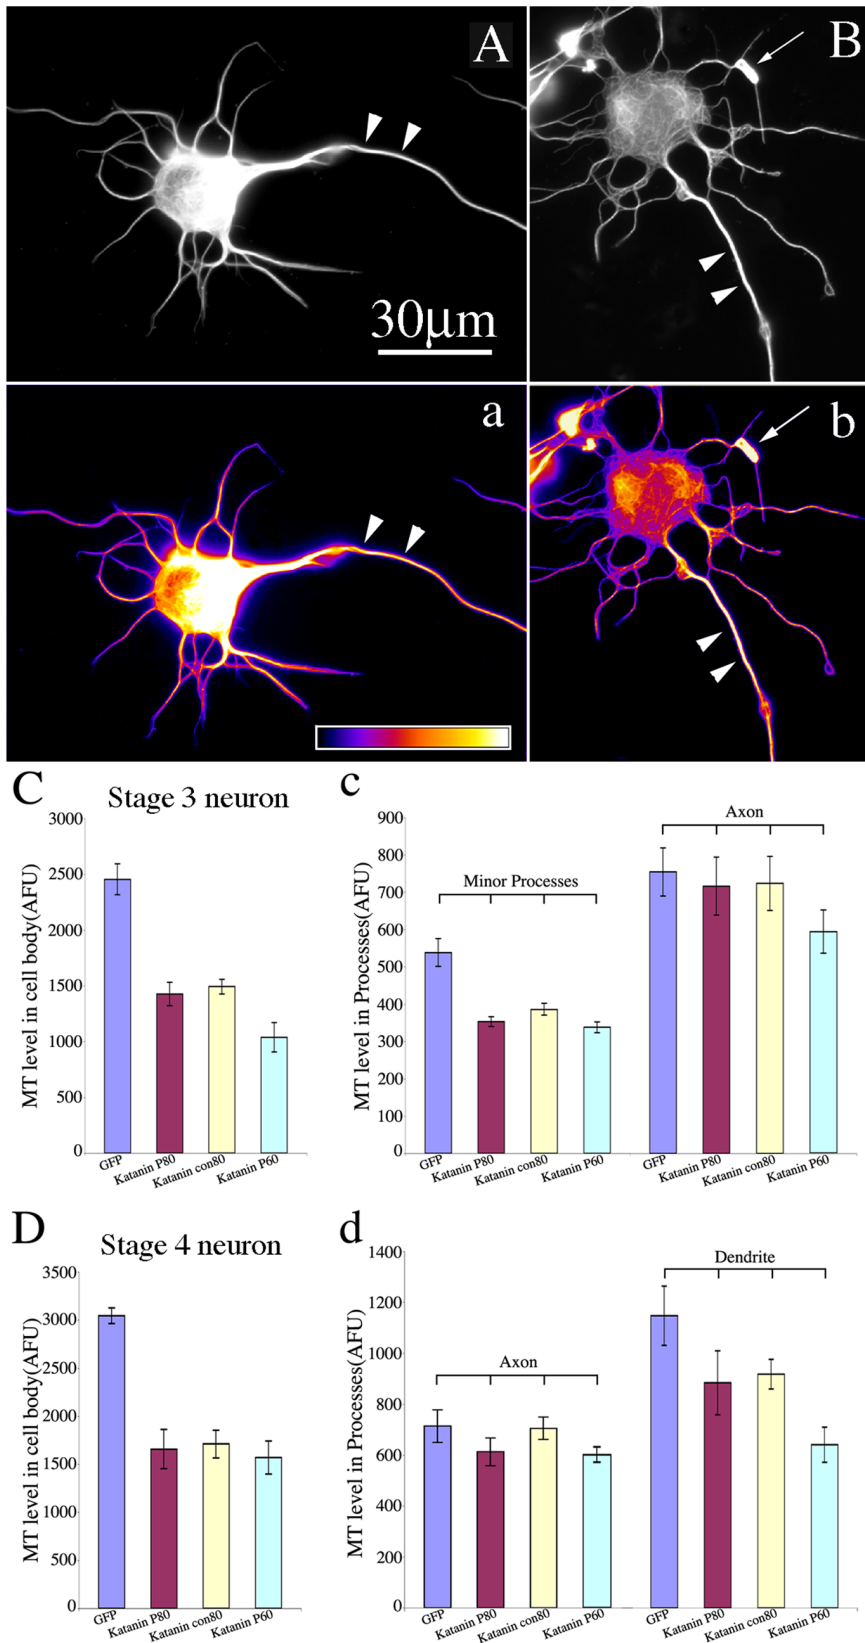 A
B
30μm
a
b
C
Stage 3 neuron
MT level in cell body(AFU)
3000
2500
2000
1500
1000
500
0
GFP
Katanin P80
Katanin con80
Katanin P60
c
MT level in Processes(AFU)
900
800
700
600
500
400
300
200
100
0
Minor Processes
Axon
GFP
Katanin P80
Katanin con80
Katanin P60
GFP
Katanin P80
Katanin con80
Katanin P60
D
Stage 4 neuron
MT level in cell body(AFU)
3500
3000
2500
2000
1500
1000
500
0
GFP
Katanin P80
Katanin con80
Katanin P60
d
MT level in Processes(AFU)
1400
1200
1000
800
600
400
200
0
Axon
Dendrite
GFP
Katanin P80
Katanin con80
Katanin P60
GFP
Katanin P80
Katanin con80
Katanin P60